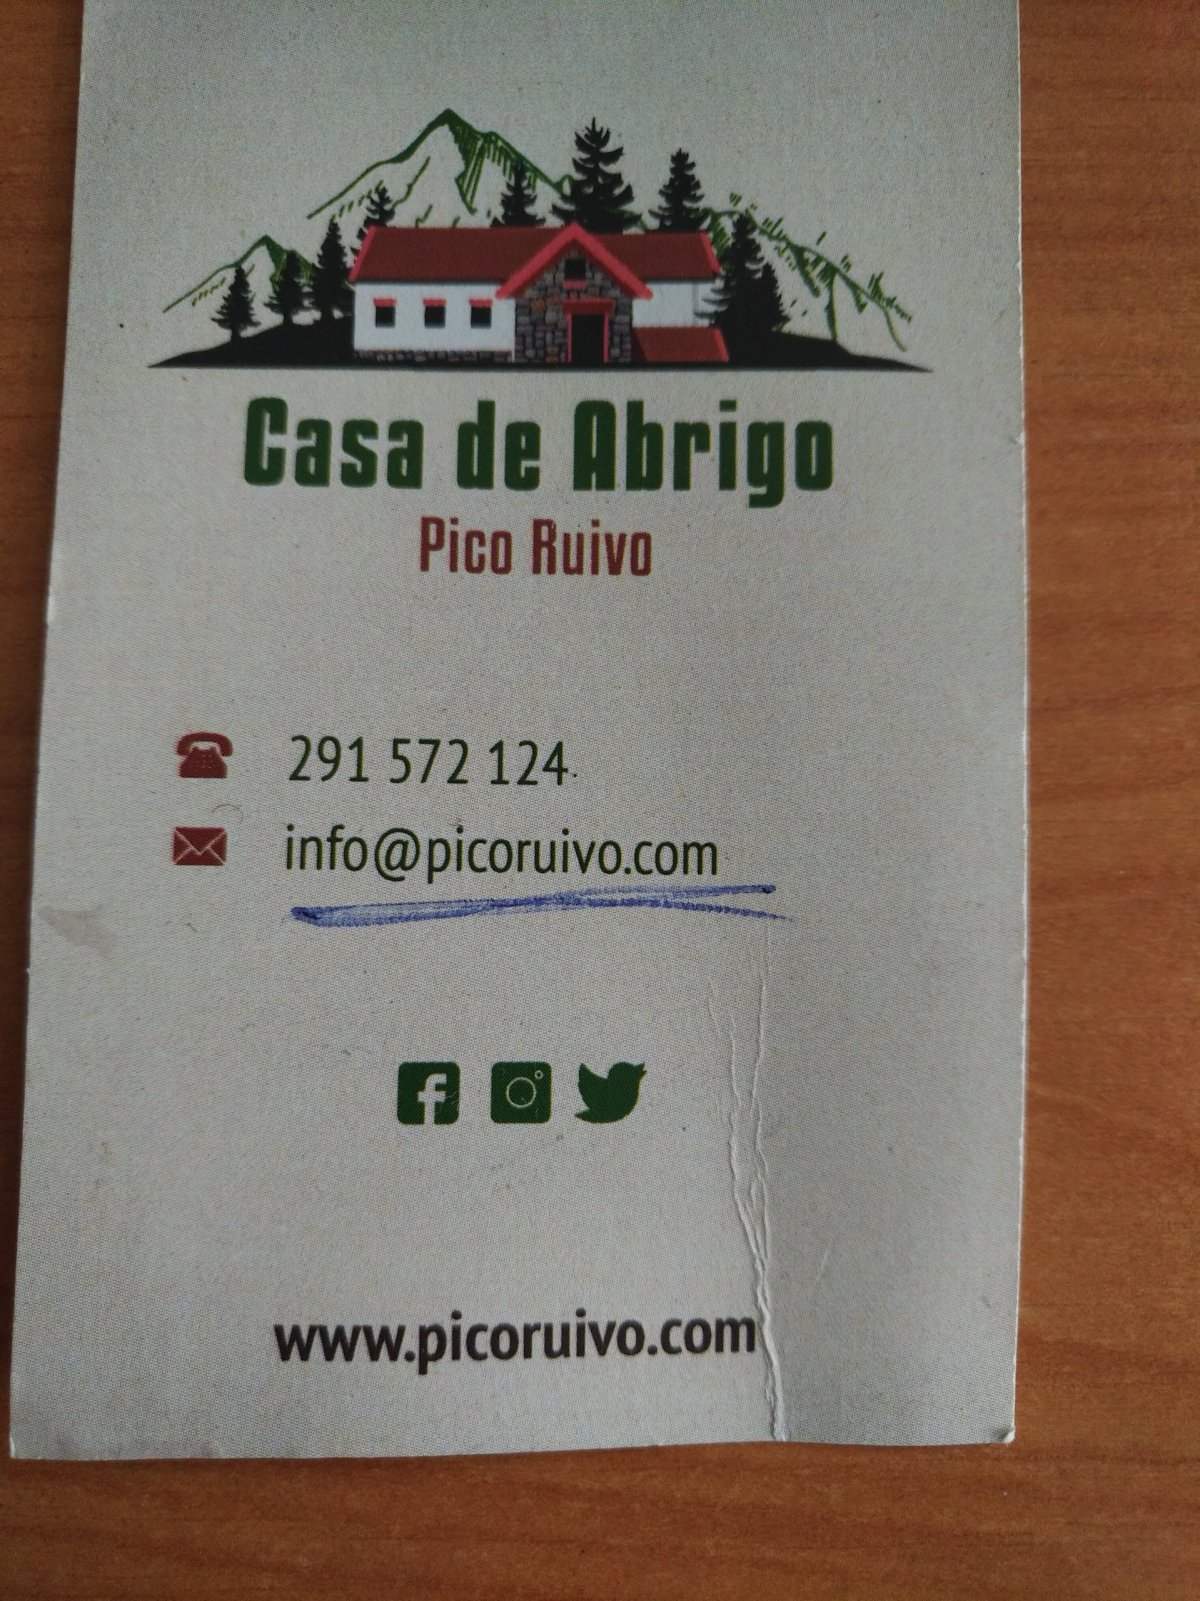 Casa de Abrigo
Pico Ruivo
291 572 124
info@picoruivo.com
www.picoruivo.com